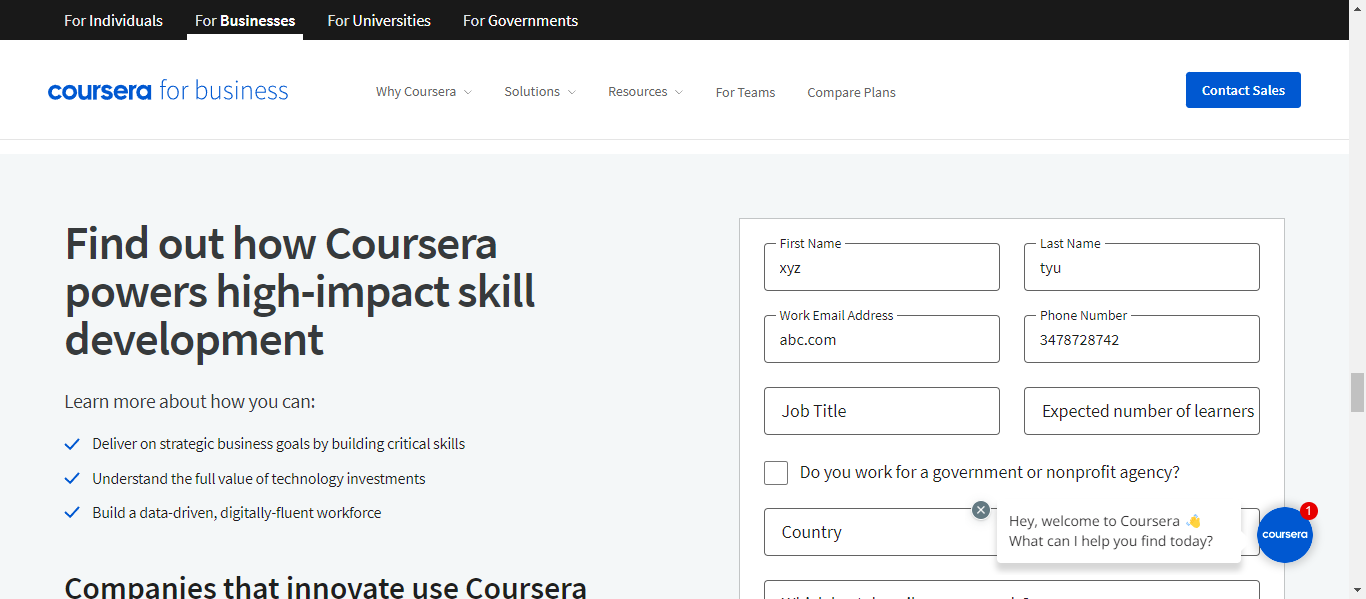 For Individuals For Businesses For Universities For Governments
coursera for business Why Coursera Solutions Resources For Teams Compare Plans Contact Sales
Find out how Coursera
powers high-impact skill
development
Learn more about how you can:
Deliver on strategic business goals by building critical skills
Understand the full value of technology investments
Build a data-driven, digitally-fluent workforce
Companies that innovate use Coursera
First Name Last Name
xyz tyu
Work Email Address Phone Number
abc.com 3478728742
Job Title Expected number of learners
Do you work for a government or nonprofit agency?
Country
Hey, welcome to Coursera 👋
What can I help you find today?
1
coursera